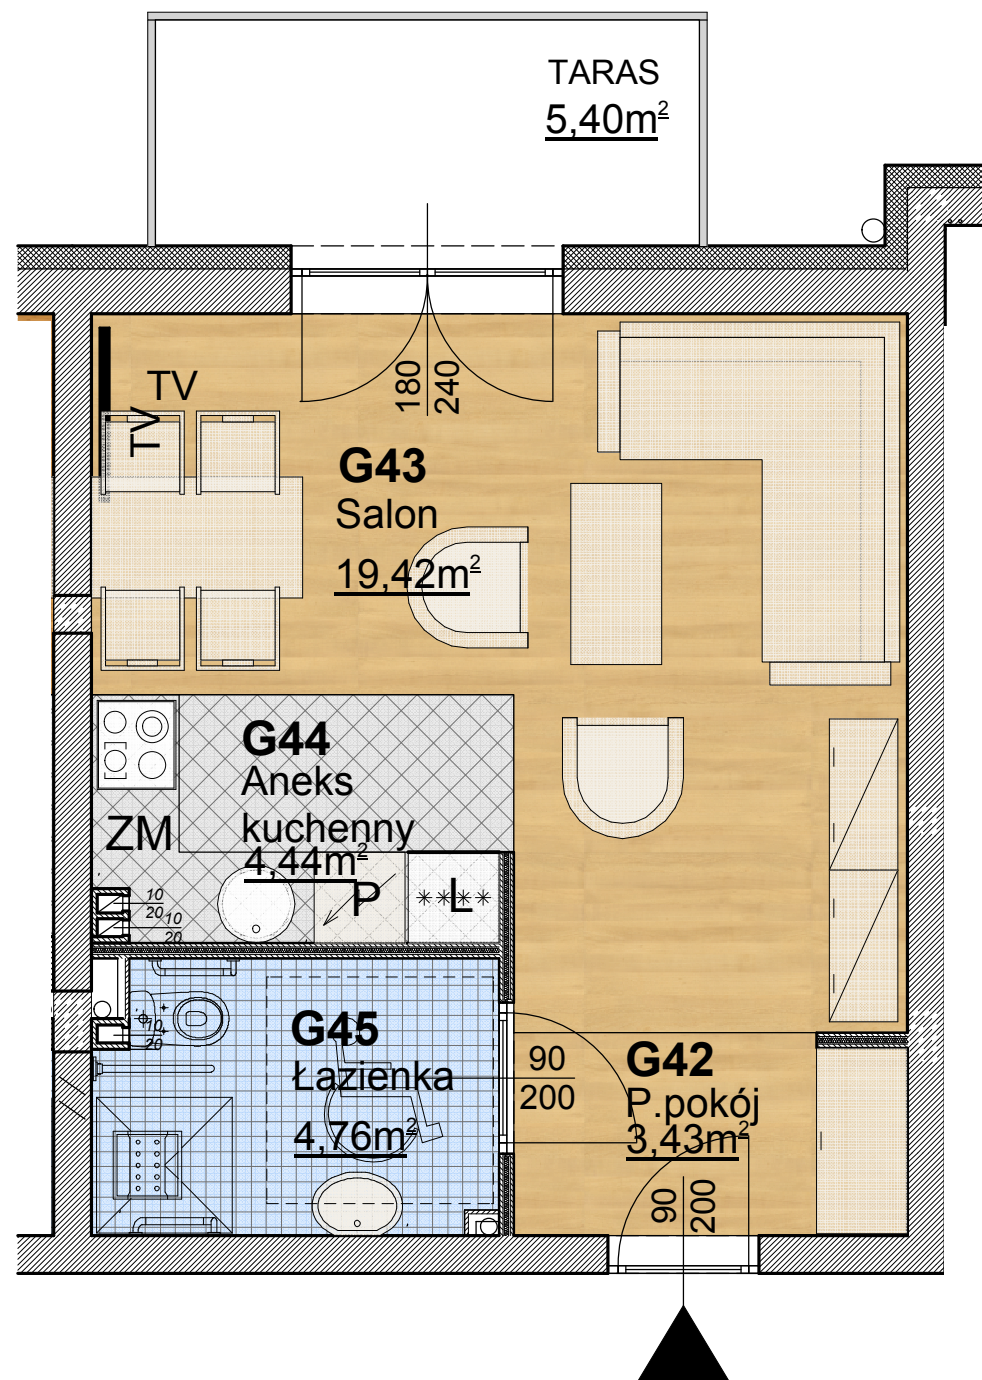 TARAS
5,40m²
180
240
TV
TV
G43
Salon
19,42m²
G44
Aneks
kuchenny
4,44m²
ZM
P
****
L
10
20
10
20
G45
Łazienka
4,76m²
10
20
90
200
G42
P.pokój
3,43m²
90
200